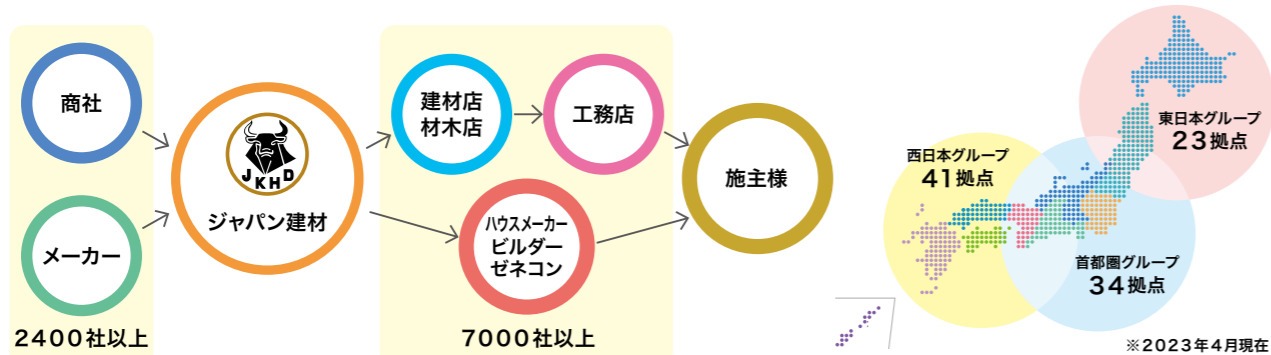 商社
メーカー
2400社以上
JKHD
ジャパン建材
建材店
材木店
工務店
ハウスメーカー
ビルダー
ゼネコン
7000社以上
施主様
東日本グループ
23拠点
西日本グループ
41拠点
首都圏グループ
34拠点
※2023年4月現在